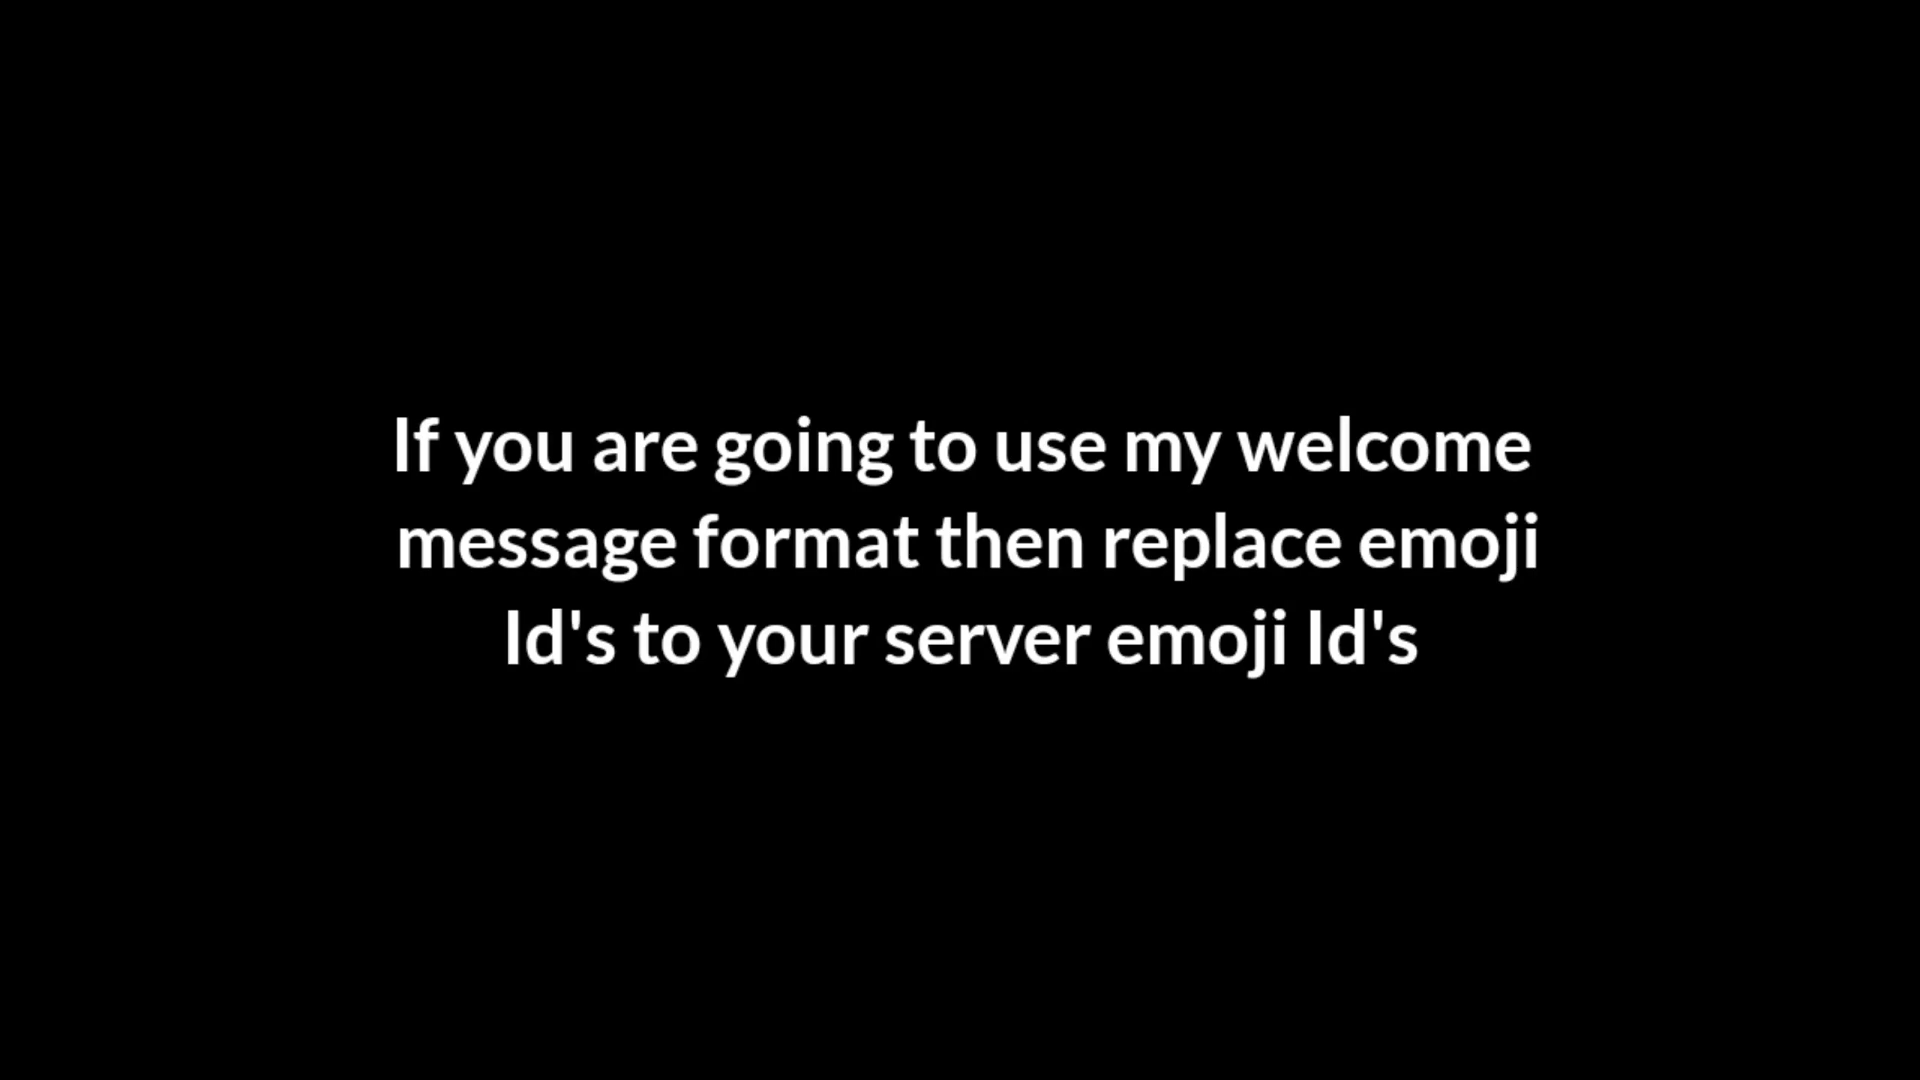 If you are going to use my welcome
message format then replace emoji
Id's to your server emoji Id's